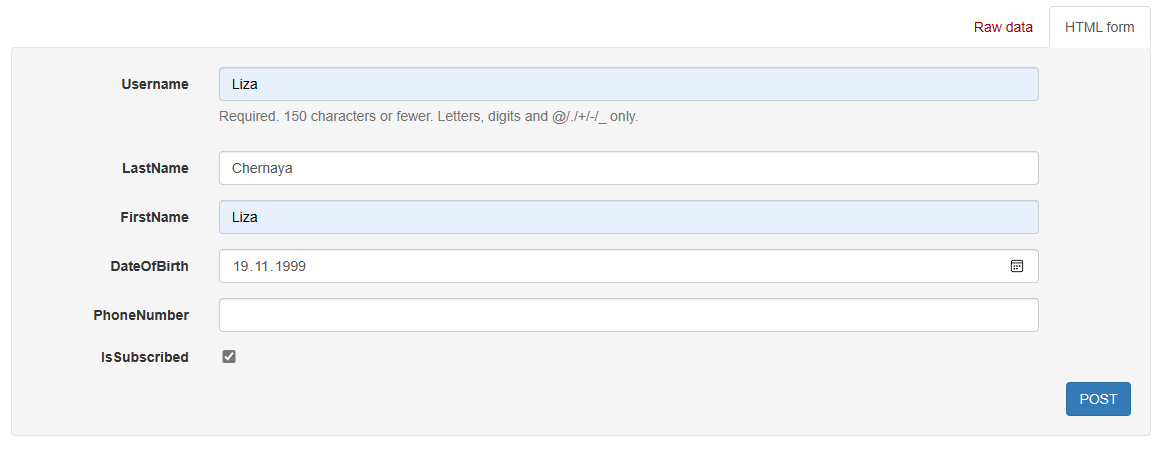 Raw data
HTML form
Username
Liza
Required. 150 characters or fewer. Letters, digits and @/./+/-/_ only.
LastName
Chernaya
FirstName
Liza
DateOfBirth
19.11.1999
PhoneNumber
IsSubscribed
POST